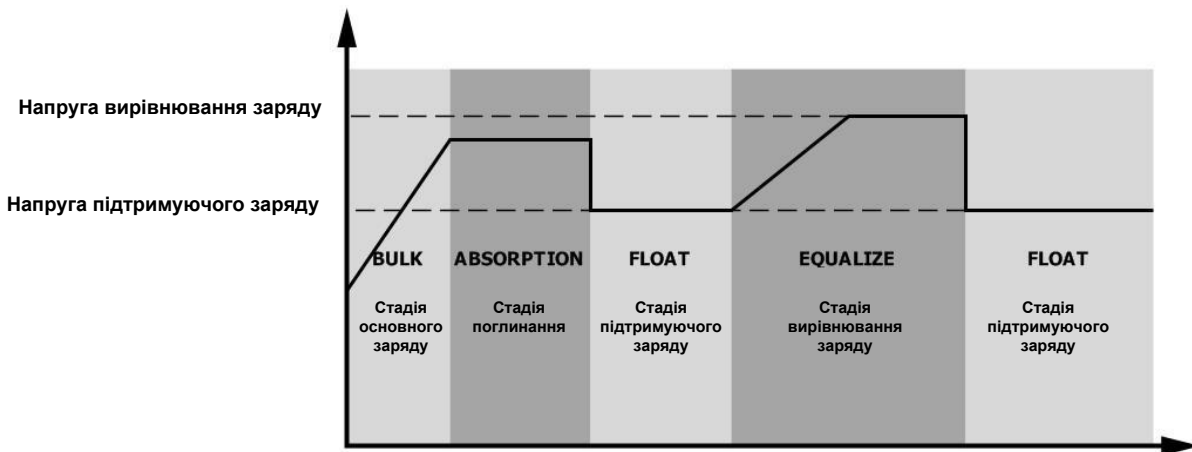 Напруга вирівнювання заряду
Напруга підтримуючого заряду
BULK
ABSORPTION
FLOAT
EQUALIZE
FLOAT
Стадія
основного
заряду
Стадія
поглинання
Стадія
підтримуючого
заряду
Стадія
вирівнювання
заряду
Стадія
підтримуючого
заряду